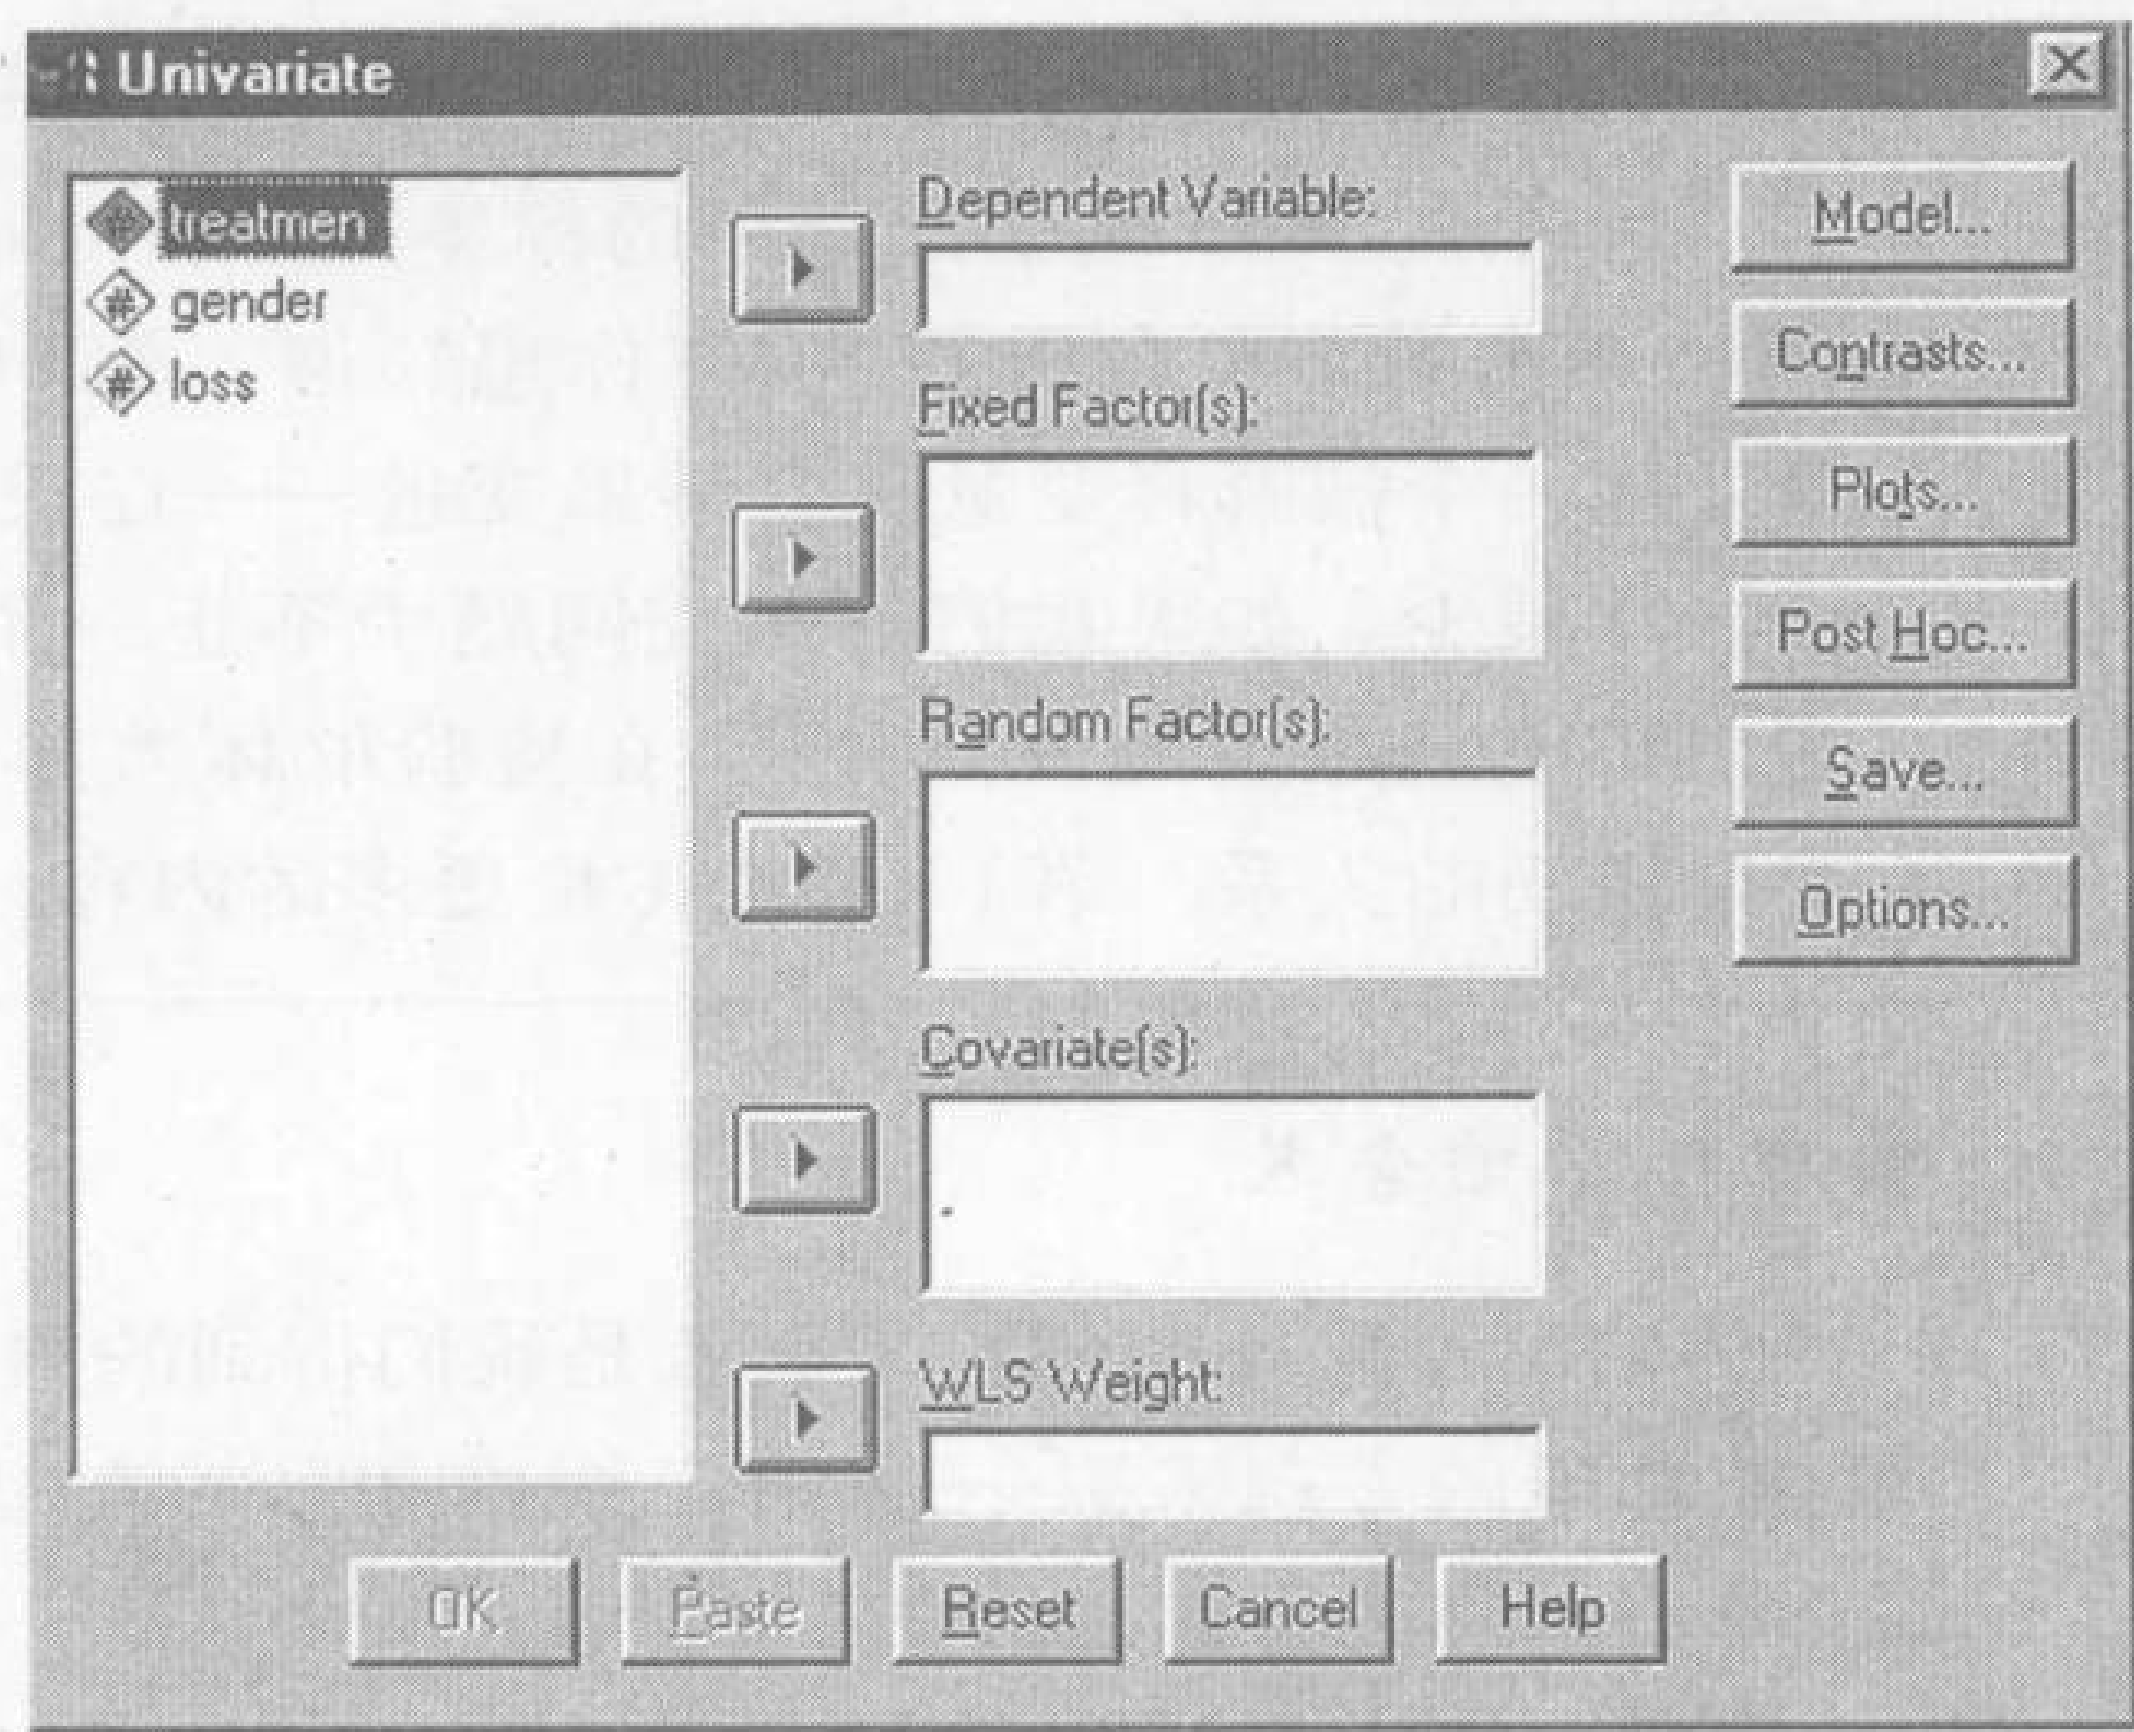 Univariate
treatmen
gender
loss
Dependent Variable:
Fixed Factor(s):
Random Factor(s):
Covariate(s):
WLS Weight:
Model...
Contrasts...
Plots...
Post Hoc...
Save...
Options...
OK
Paste
Reset
Cancel
Help